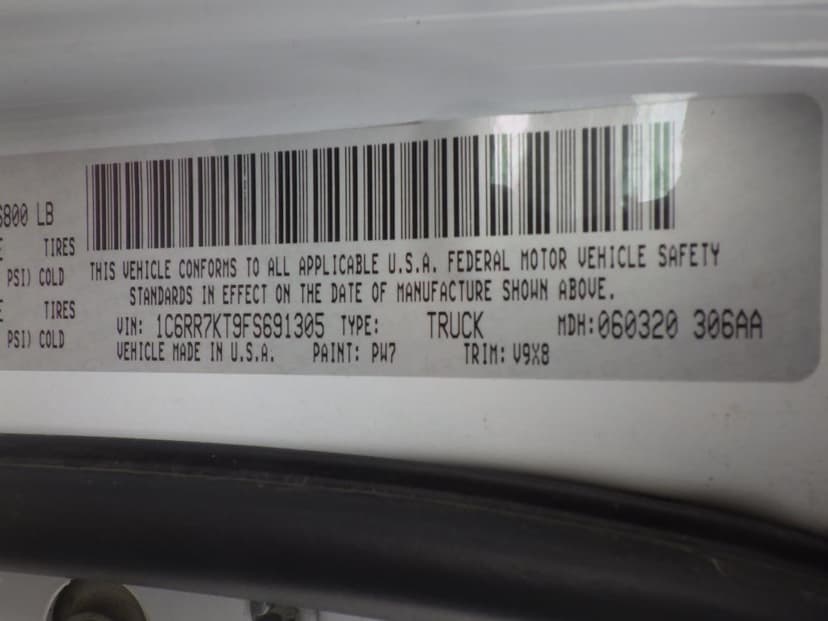 6800 LB
TIRES
PSI) COLD
TIRES
PSI) COLD
THIS VEHICLE CONFORMS TO ALL APPLICABLE U.S.A. FEDERAL MOTOR VEHICLE SAFETY
STANDARDS IN EFFECT ON THE DATE OF MANUFACTURE SHOWN ABOVE.
VIN: 1C6RR7KT9FS691305 TYPE: TRUCK MDH:060320 306AA
VEHICLE MADE IN U.S.A. PAINT: PW7 TRIM: V9X8